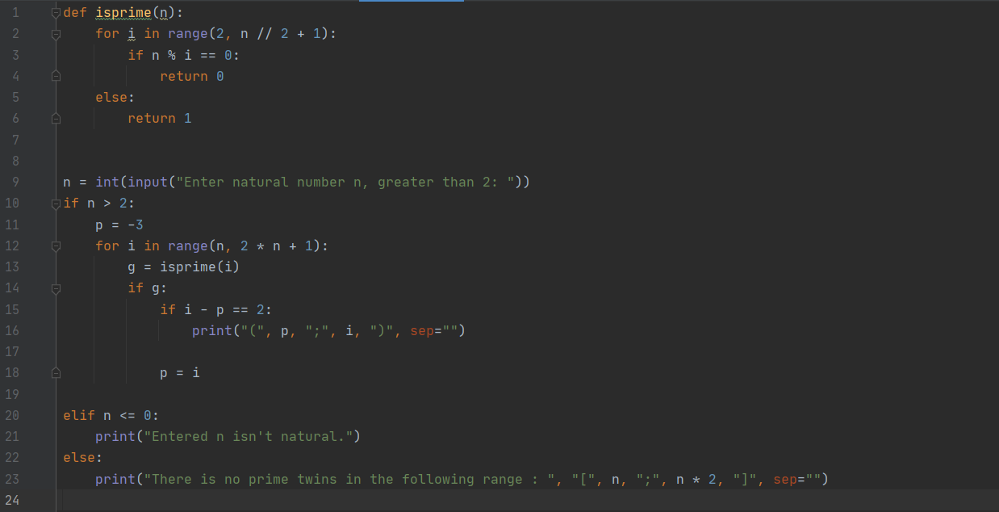 1 def isprime(n):
2     for i in range(2, n // 2 + 1):
3         if n % i == 0:
4             return 0
5     else:
6         return 1
7
8
9 n = int(input("Enter natural number n, greater than 2: "))
10 if n > 2:
11     p = -3
12     for i in range(n, 2 * n + 1):
13         g = isprime(i)
14         if g:
15             if i - p == 2:
16                 print("(", p, ";", i, ")", sep="")
17
18             p = i
19
20 elif n <= 0:
21     print("Entered n isn't natural.")
22 else:
23     print("There is no prime twins in the following range : ", "[", n, ";", n * 2, "]", sep="")
24